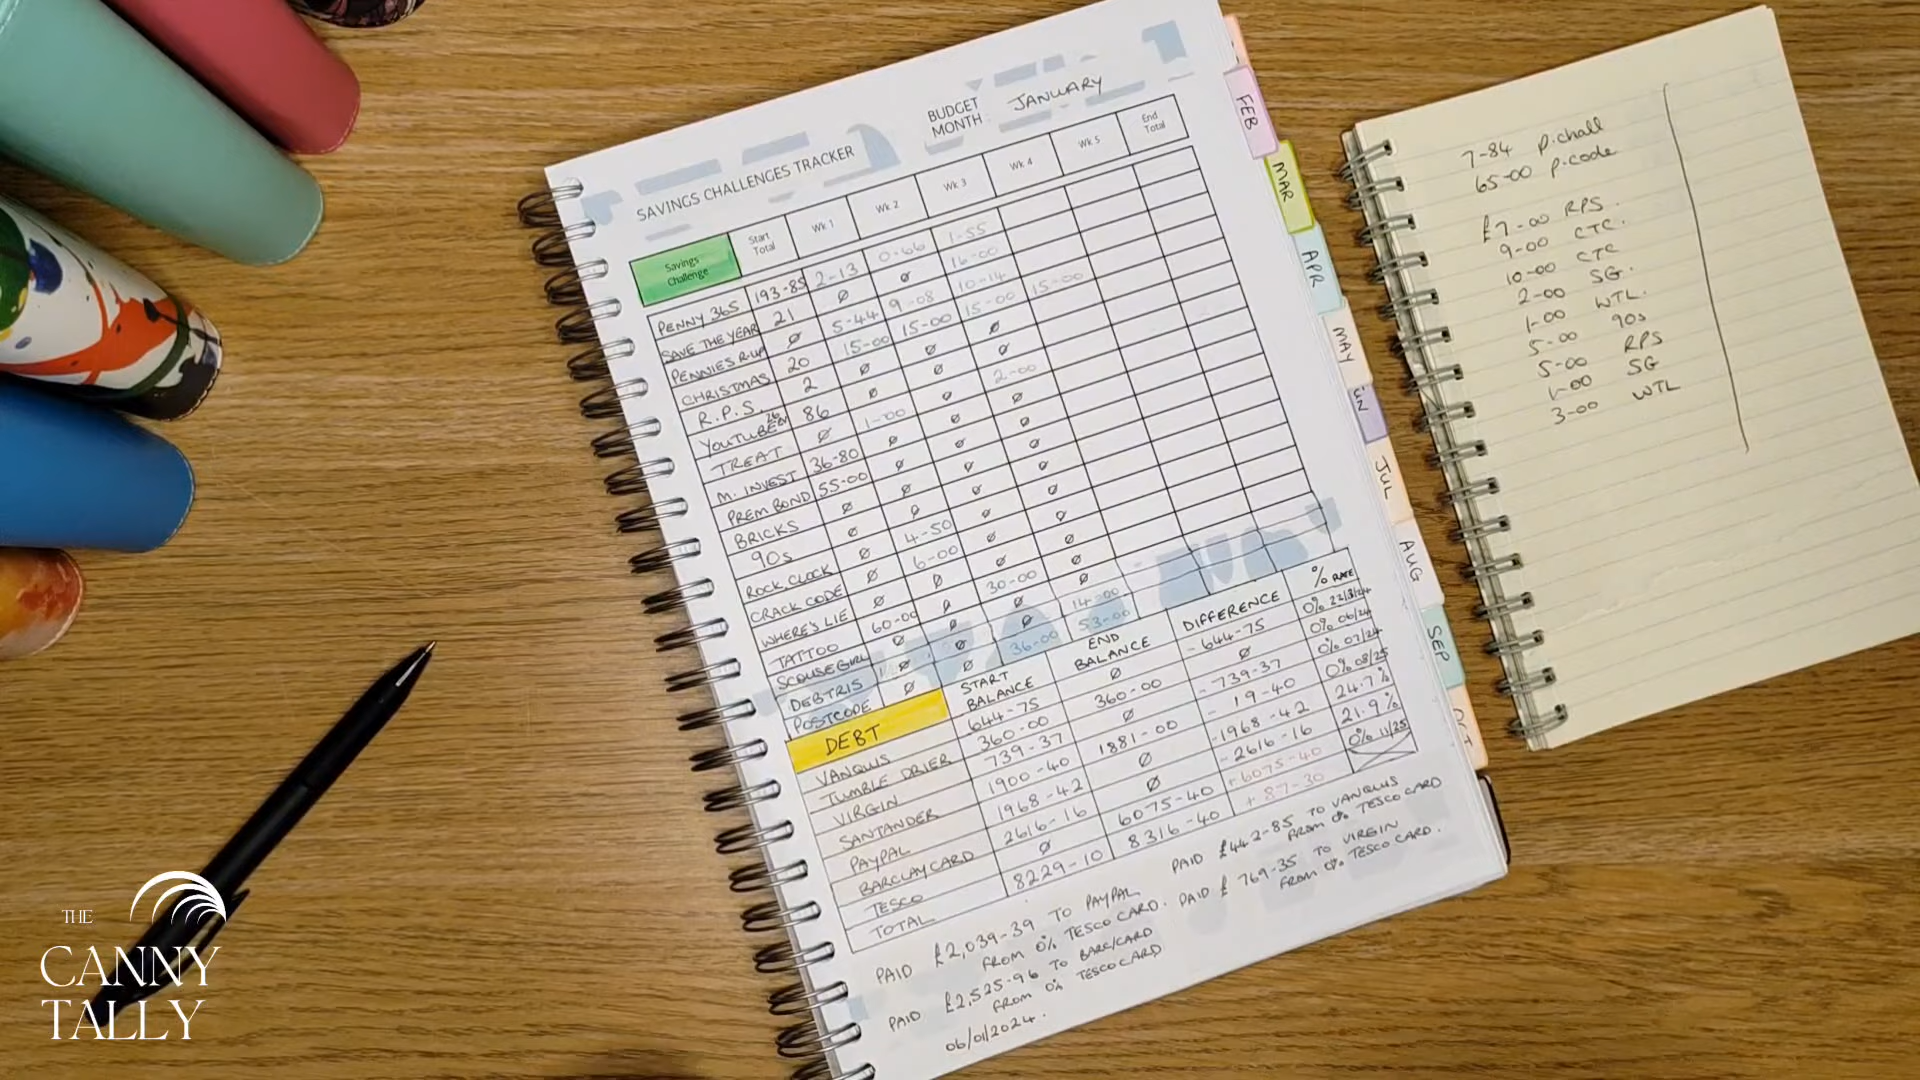 BUDGET
MONTH: JANUARY
SAVINGS CHALLENGES TRACKER
Savings Challenge Start Total Wk 1 Wk 2 Wk 3 Wk 4 Wk 5 End Total
PENNY 365 193-85 2-13 0-66 1-55
SAVE THE YEAR 21 Ø Ø 16-00
PENNIES R-UP Ø 5-44 9-08 10-14
CHRISTMAS 20 15-00 15-00 15-00 15-00
R.P.S. 2 Ø Ø Ø
YOUTUBE 86 Ø Ø Ø
TREAT Ø 1-00 Ø 2-00
M. INVEST 36-80 Ø Ø Ø
PREM BOND 55-00 Ø Ø Ø
BRICKS Ø Ø Ø Ø
90s Ø Ø Ø Ø
ROCK CLOCK Ø 4-50 Ø Ø
CRACK CODE Ø 6-00 Ø Ø
WHERE'S LIE Ø Ø 30-00 Ø
TATTOO 60-00 Ø Ø Ø
SCOUSE GIRL Ø Ø Ø 14-00
DEBTRIS Ø Ø 36-00 53-00
POSTCODE Ø
DEBT START BALANCE END BALANCE DIFFERENCE % RATE
VANQUIS 644-75 Ø - 644-75 0% 22/3/24
TUMBLE DRIER 360-00 360-00 Ø 0% 06/24
VIRGIN 739-37 Ø - 739-37 0% 07/24
SANTANDER 1900-40 1881-00 - 19-40 0% 08/25
PAYPAL 1968-42 Ø -1968-42 24.7%
BARCLAYCARD 2616-16 Ø - 2616-16 21.9%
TESCO Ø 6075-40 +6075-40 0% 11/25
TOTAL 8229-10 8316-40 + 87-30
PAID £2,039-39 TO PAYPAL
FROM 0% TESCO CARD.
PAID £2,525-96 TO BARC/CARD
FROM 0% TESCO CARD
06/01/2024.
PAID £442-85 TO VANQUIS
FROM 0% TESCO CARD
PAID £769-35 TO VIRGIN
FROM 0% TESCO CARD.
FEB
MAR
APR
MAY
JUL
AUG
SEP
OCT
7-84 P.chall
65-00 P.code
£7-00 RPS.
9-00 CTC.
10-00 CTC
2-00 SG.
1-00 WTL.
5-00 90s
5-00 RPS
1-00 SG
3-00 WTL
THE
CANNY
TALLY